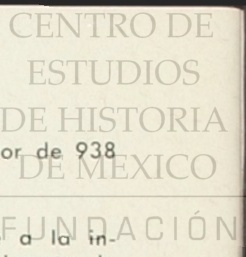 CENTRO DE
ESTUDIOS
DE HISTORIA
or de 938
DE MEXICO
FUNDACIÓN
a la in-